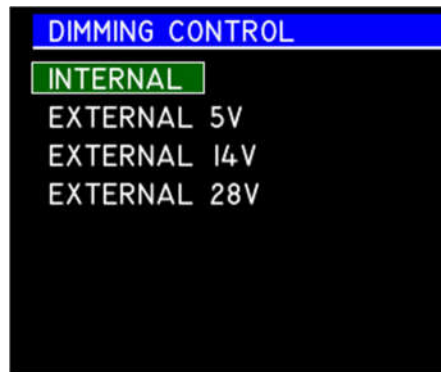 DIMMING CONTROL
INTERNAL
EXTERNAL 5V
EXTERNAL 14V
EXTERNAL 28V